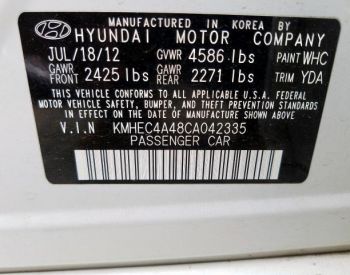 MANUFACTURED IN KOREA BY
HYUNDAI MOTOR COMPANY
JUL/18/12 GVWR 4586 lbs PAINT WHC
GAWR FRONT 2425 lbs GAWR REAR 2271 lbs TRIM YDA
THIS VEHICLE CONFORMS TO ALL APPLICABLE U.S.A. FEDERAL
MOTOR VEHICLE SAFETY, BUMPER, AND THEFT PREVENTION
STANDARDS IN EFFECT ON THE DATE OF MANUFACTURE
SHOWN ABOVE.
V.I.N KMHEC4A48CA042335
PASSENGER CAR